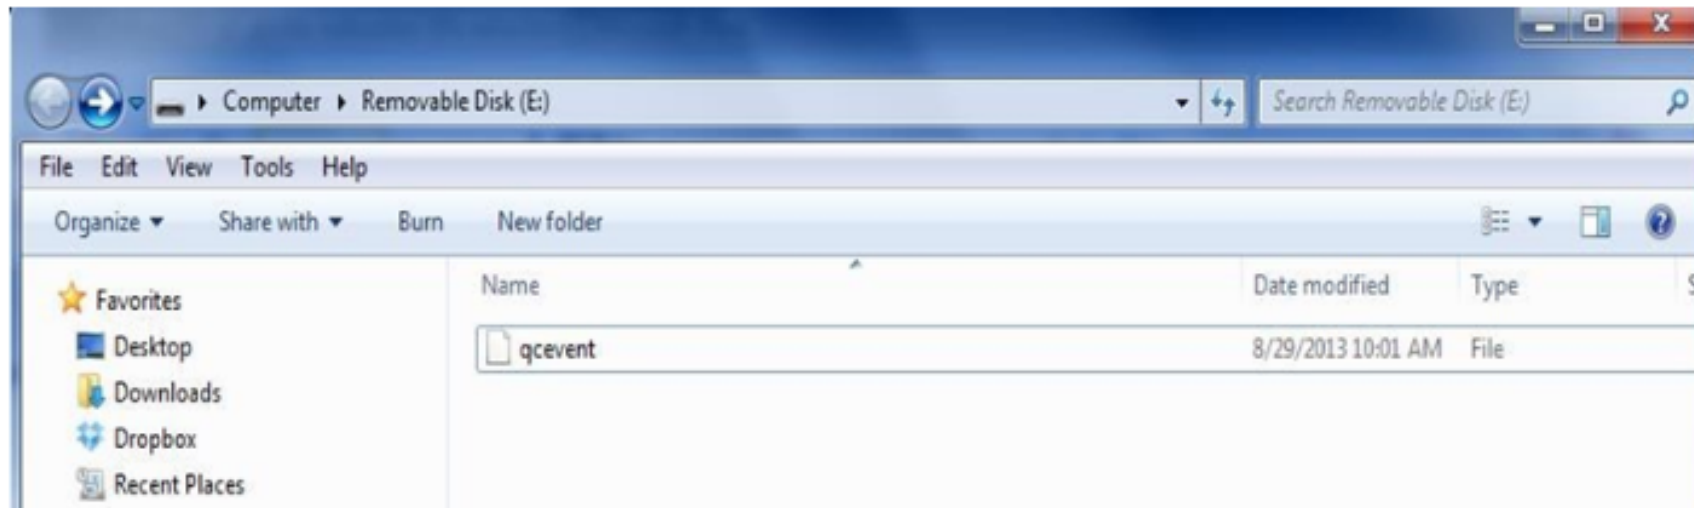 Computer Removable Disk (E:) Search Removable Disk (E:)
File Edit View Tools Help
Organize Share with Burn New folder
Name Date modified Type S
Favorites
qcevent 8/29/2013 10:01 AM File
Desktop
Downloads
Dropbox
Recent Places